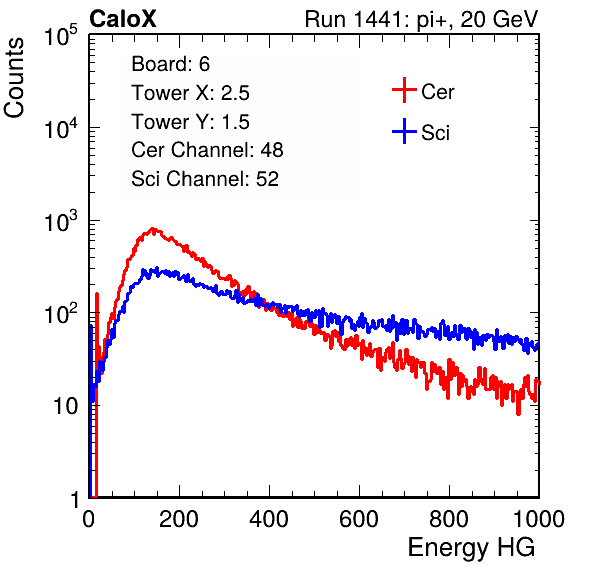 CaloX Run 1441: pi+, 20 GeV
Counts
Board: 6
Tower X: 2.5
Tower Y: 1.5
Cer Channel: 48
Sci Channel: 52
Cer
Sci
10^5
10^4
10^3
10^2
10
1
0 200 400 600 800 1000
Energy HG